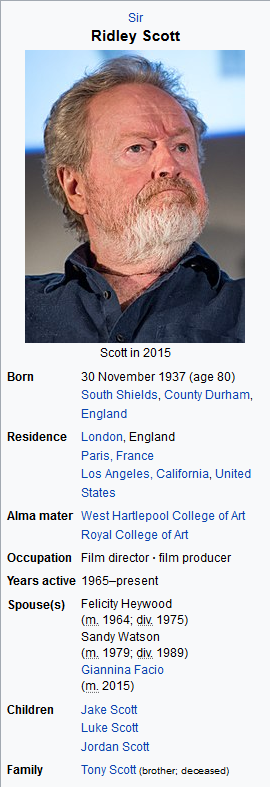 Sir
Ridley Scott
Scott in 2015
Born 30 November 1937 (age 80)
South Shields, County Durham,
England
Residence London, England
Paris, France
Los Angeles, California, United
States
Alma mater West Hartlepool College of Art
Royal College of Art
Occupation Film director · film producer
Years active 1965–present
Spouse(s) Felicity Heywood
(m. 1964; div. 1975)
Sandy Watson
(m. 1979; div. 1989)
Giannina Facio
(m. 2015)
Children Jake Scott
Luke Scott
Jordan Scott
Family Tony Scott (brother; deceased)